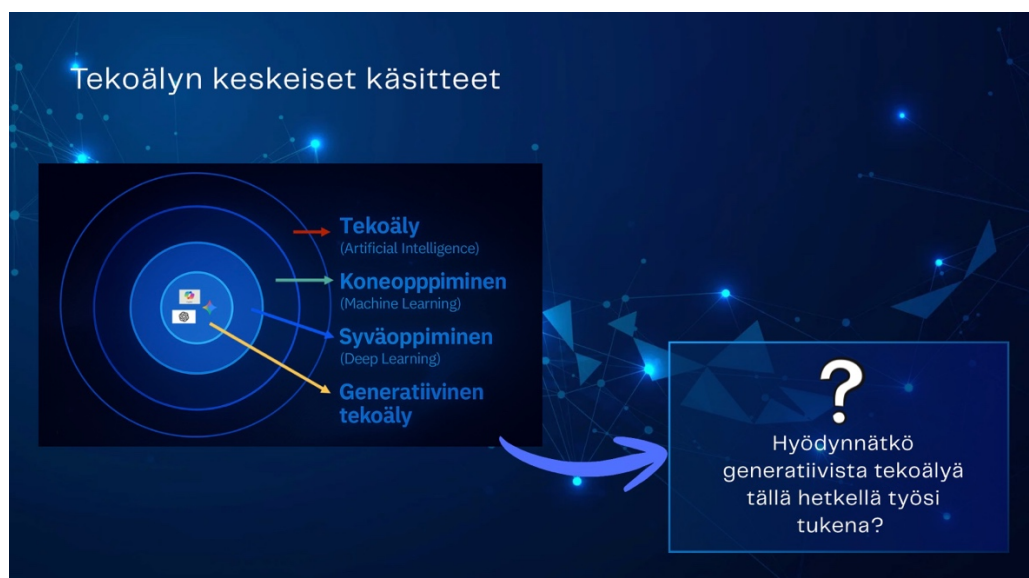 Tekoälyn keskeiset käsitteet
Tekoäly
(Artificial Intelligence)
Koneopppiminen
(Machine Learning)
Syväoppiminen
(Deep Learning)
Generatiivinen
tekoäly
?
Hyödynnätkö
generatiivista tekoälyä
tällä hetkellä työsi
tukena?